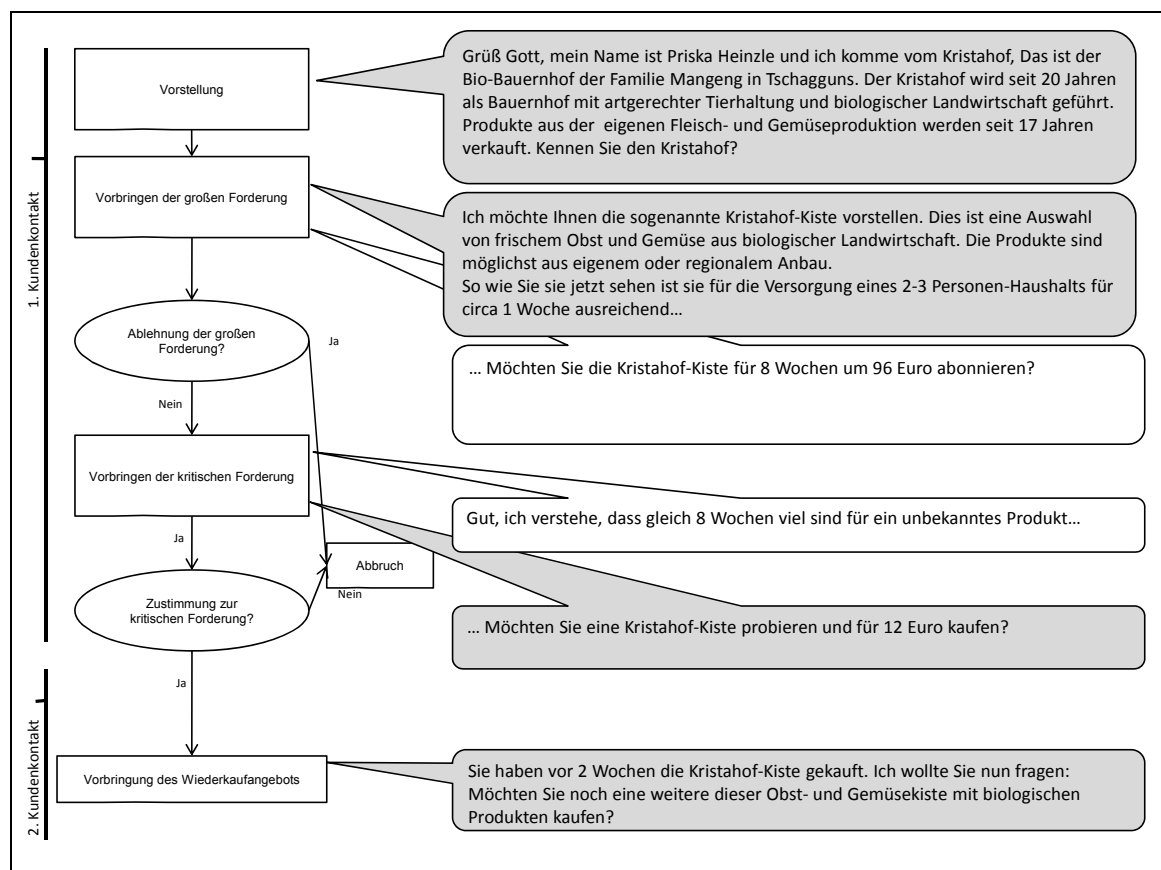 1. Kundenkontakt
Vorstellung
Grüß Gott, mein Name ist Priska Heinzle und ich komme vom Kristahof, Das ist der
Bio-Bauernhof der Familie Mangeng in Tschagguns. Der Kristahof wird seit 20 Jahren
als Bauernhof mit artgerechter Tierhaltung und biologischer Landwirtschaft geführt.
Produkte aus der eigenen Fleisch- und Gemüseproduktion werden seit 17 Jahren
verkauft. Kennen Sie den Kristahof?
Vorbringen der großen Forderung
Ich möchte Ihnen die sogenannte Kristahof-Kiste vorstellen. Dies ist eine Auswahl
von frischem Obst und Gemüse aus biologischer Landwirtschaft. Die Produkte sind
möglichst aus eigenem oder regionalem Anbau.
So wie Sie sie jetzt sehen ist sie für die Versorgung eines 2-3 Personen-Haushalts für
circa 1 Woche ausreichend…
Ablehnung der großen
Forderung?
Ja
… Möchten Sie die Kristahof-Kiste für 8 Wochen um 96 Euro abonnieren?
Nein
Vorbringen der kritischen Forderung
Gut, ich verstehe, dass gleich 8 Wochen viel sind für ein unbekanntes Produkt…
Ja
Abbruch
Nein
Zustimmung zur
kritischen Forderung?
… Möchten Sie eine Kristahof-Kiste probieren und für 12 Euro kaufen?
Ja
2. Kundenkontakt
Vorbringung des Wiederkaufangebots
Sie haben vor 2 Wochen die Kristahof-Kiste gekauft. Ich wollte Sie nun fragen:
Möchten Sie noch eine weitere dieser Obst- und Gemüsekiste mit biologischen
Produkten kaufen?